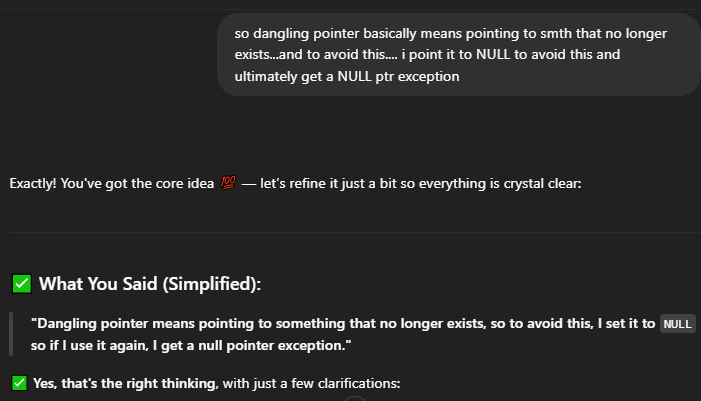 so dangling pointer basically means pointing to smth that no longer
exists...and to avoid this.... i point it to NULL to avoid this and
ultimately get a NULL ptr exception
Exactly! You've got the core idea 💯 — let's refine it just a bit so everything is crystal clear:
✅ What You Said (Simplified):
"Dangling pointer means pointing to something that no longer exists, so to avoid this, I set it to NULL
so if I use it again, I get a null pointer exception."
✅ Yes, that's the right thinking, with just a few clarifications: